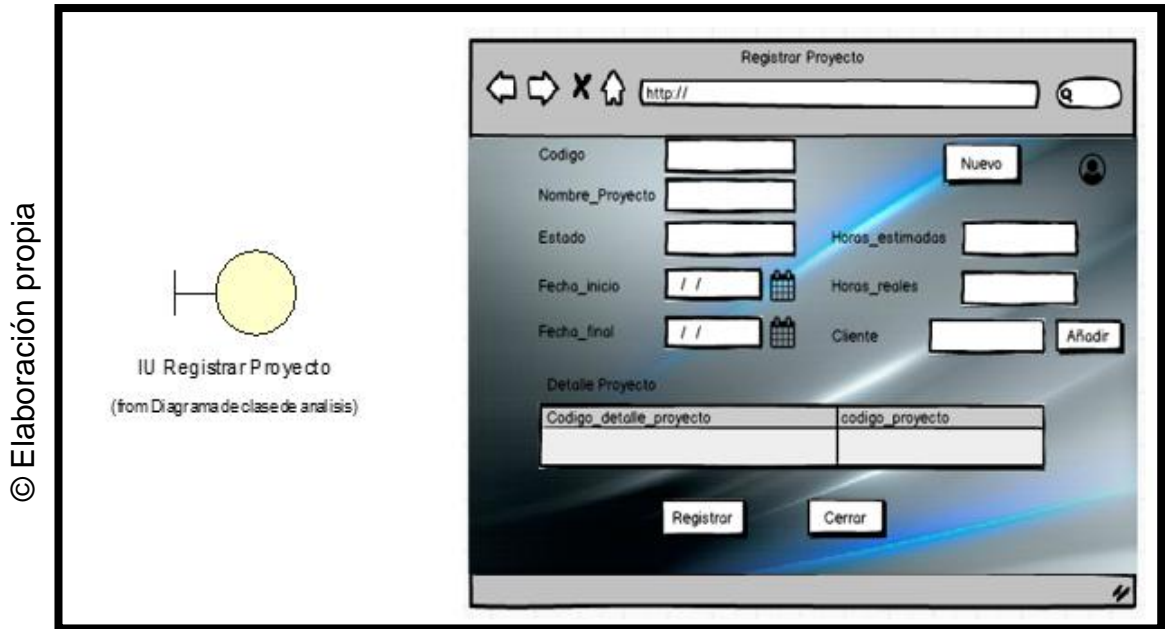 © Elaboración propia
IU Registrar Proyecto
(from Diagrama de clase de analisis)
Registrar Proyecto
http://
Codigo
Nuevo
Nombre_Proyecto
Estado
Horas_estimadas
Fecha_inicio
/ /
Horas_reales
Fecha_final
/ /
Cliente
Añadir
Detalle Proyecto
Codigo_detalle_proyecto
codigo_proyecto
Registrar
Cerrar